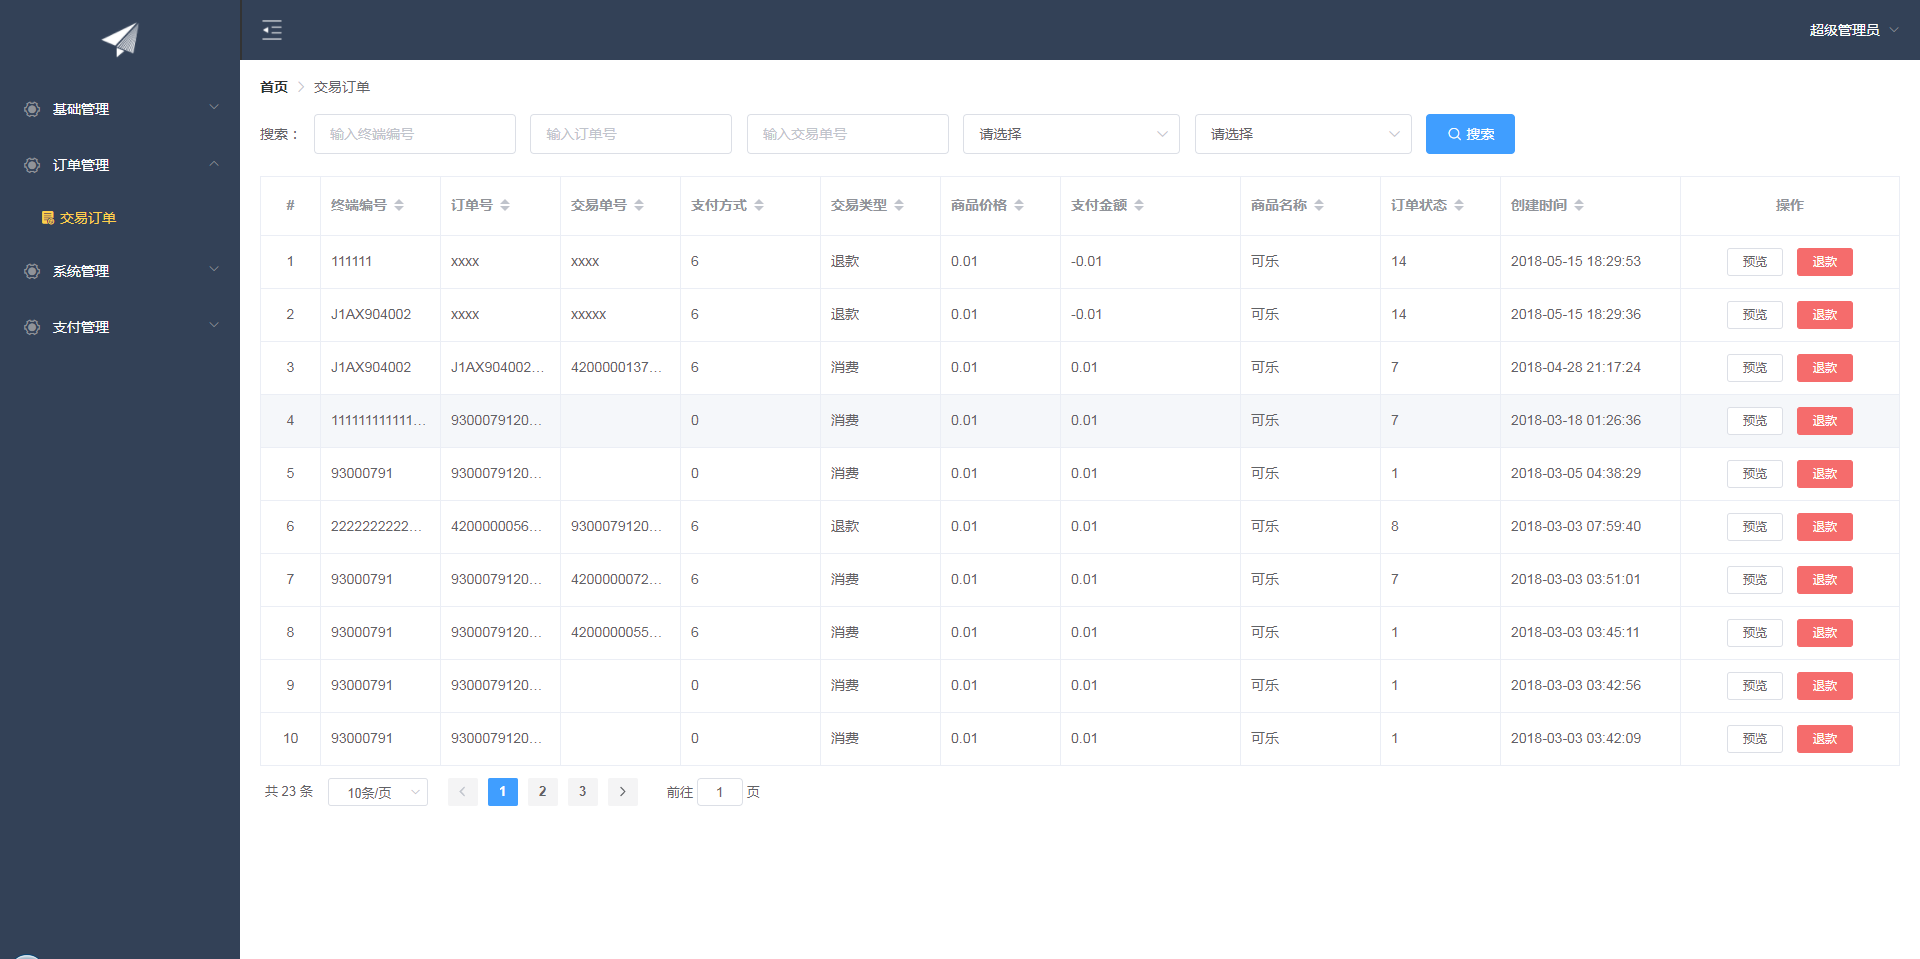 超级管理员
基础管理
订单管理
交易订单
系统管理
支付管理
首页 交易订单
搜索： 输入终端编号 输入订单号 输入交易单号 请选择 请选择 搜索
# 终端编号 订单号 交易单号 支付方式 交易类型 商品价格 支付金额 商品名称 订单状态 创建时间 操作
1 111111 xxxx xxxx 6 退款 0.01 -0.01 可乐 14 2018-05-15 18:29:53 预览 退款
2 J1AX904002 xxxx xxxxx 6 退款 0.01 -0.01 可乐 14 2018-05-15 18:29:36 预览 退款
3 J1AX904002 J1AX904002... 4200000137... 6 消费 0.01 0.01 可乐 7 2018-04-28 21:17:24 预览 退款
4 111111111111... 9300079120... 0 消费 0.01 0.01 可乐 7 2018-03-18 01:26:36 预览 退款
5 93000791 9300079120... 0 消费 0.01 0.01 可乐 1 2018-03-05 04:38:29 预览 退款
6 2222222222... 4200000056... 9300079120... 6 退款 0.01 0.01 可乐 8 2018-03-03 07:59:40 预览 退款
7 93000791 9300079120... 4200000072... 6 消费 0.01 0.01 可乐 7 2018-03-03 03:51:01 预览 退款
8 93000791 9300079120... 4200000055... 6 消费 0.01 0.01 可乐 1 2018-03-03 03:45:11 预览 退款
9 93000791 9300079120... 0 消费 0.01 0.01 可乐 1 2018-03-03 03:42:56 预览 退款
10 93000791 9300079120... 0 消费 0.01 0.01 可乐 1 2018-03-03 03:42:09 预览 退款
共 23 条 10条/页 1 2 3 前往 1 页